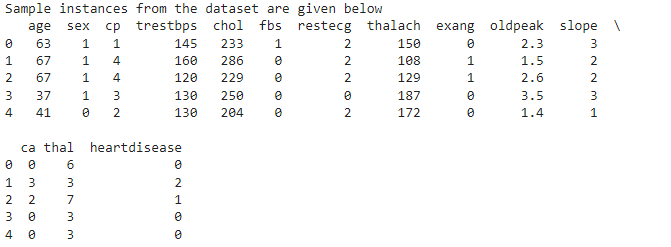 Sample instances from the dataset are given below
   age  sex  cp  trestbps  chol  fbs  restecg  thalach  exang  oldpeak  slope  \
0   63    1   1       145   233    1        2      150      0      2.3      3
1   67    1   4       160   286    0        2      108      1      1.5      2
2   67    1   4       120   229    0        2      129      1      2.6      2
3   37    1   3       130   250    0        0      187      0      3.5      3
4   41    0   2       130   204    0        2      172      0      1.4      1

  ca thal  heartdisease
0  0    6             0
1  3    3             2
2  2    7             1
3  0    3             0
4  0    3             0